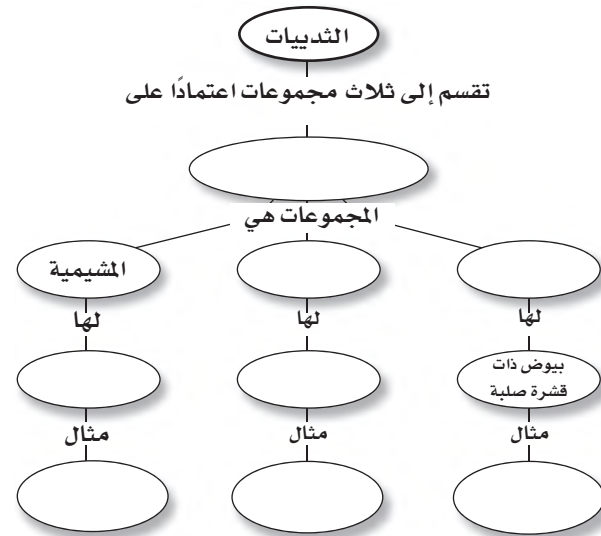 الثدييات
تقسم إلى ثلاث مجموعات اعتمادًا على
المجموعات هي
المشيمية
لها
لها
لها
بيوض ذات
قشرة صلبة
مثال
مثال
مثال